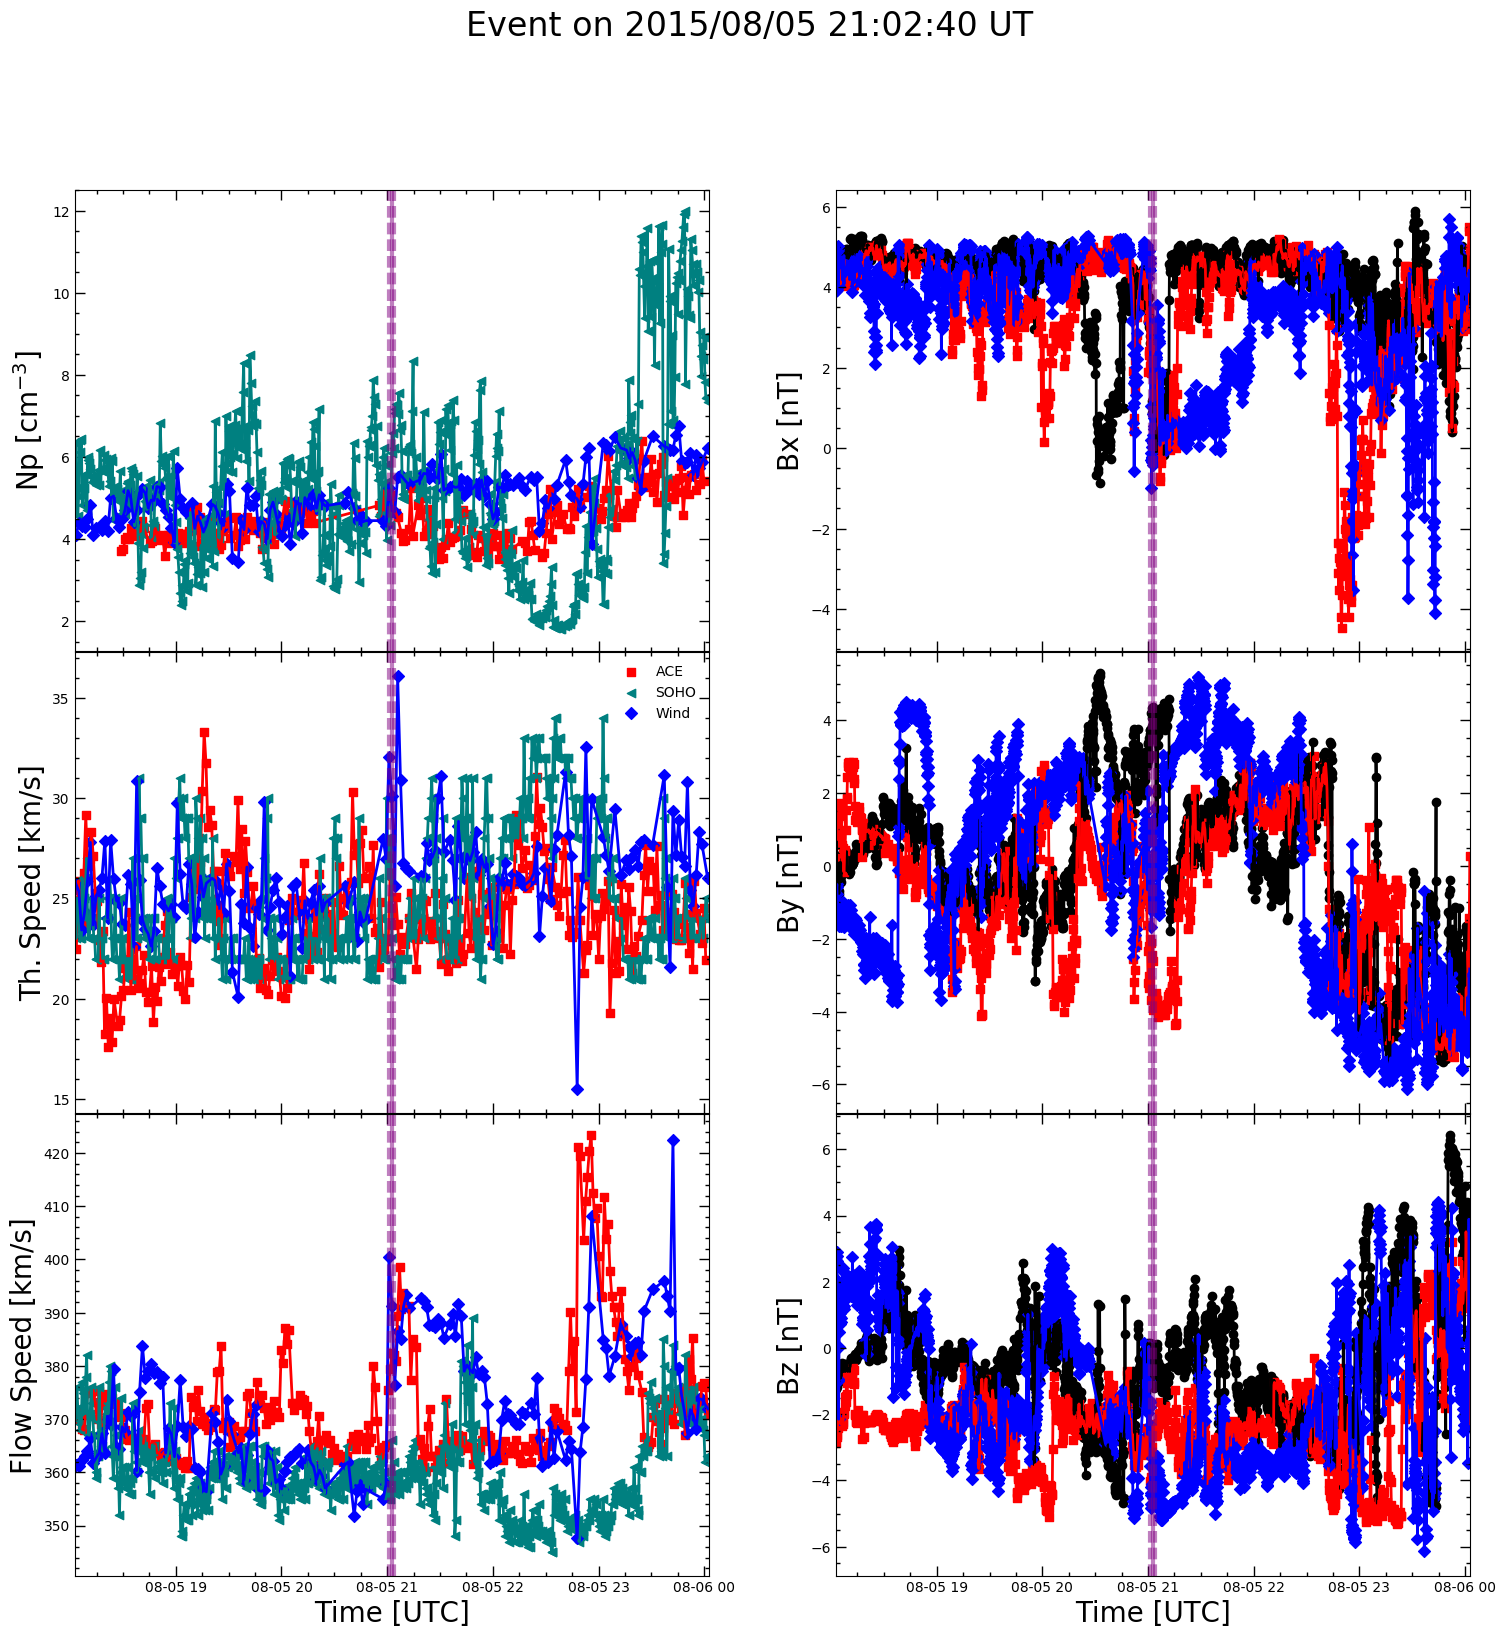 Event on 2015/08/05 21:02:40 UT
Np [cm⁻³]
12
10
8
6
4
2
Th. Speed [km/s]
35
30
25
20
15
ACE
SOHO
Wind
Flow Speed [km/s]
420
410
400
390
380
370
360
350
08-05 19 08-05 20 08-05 21 08-05 22 08-05 23 08-06 00
Time [UTC]
Bx [nT]
6
4
2
0
−2
−4
By [nT]
4
2
0
−2
−4
−6
Bz [nT]
6
4
2
0
−2
−4
−6
08-05 19 08-05 20 08-05 21 08-05 22 08-05 23 08-06 00
Time [UTC]